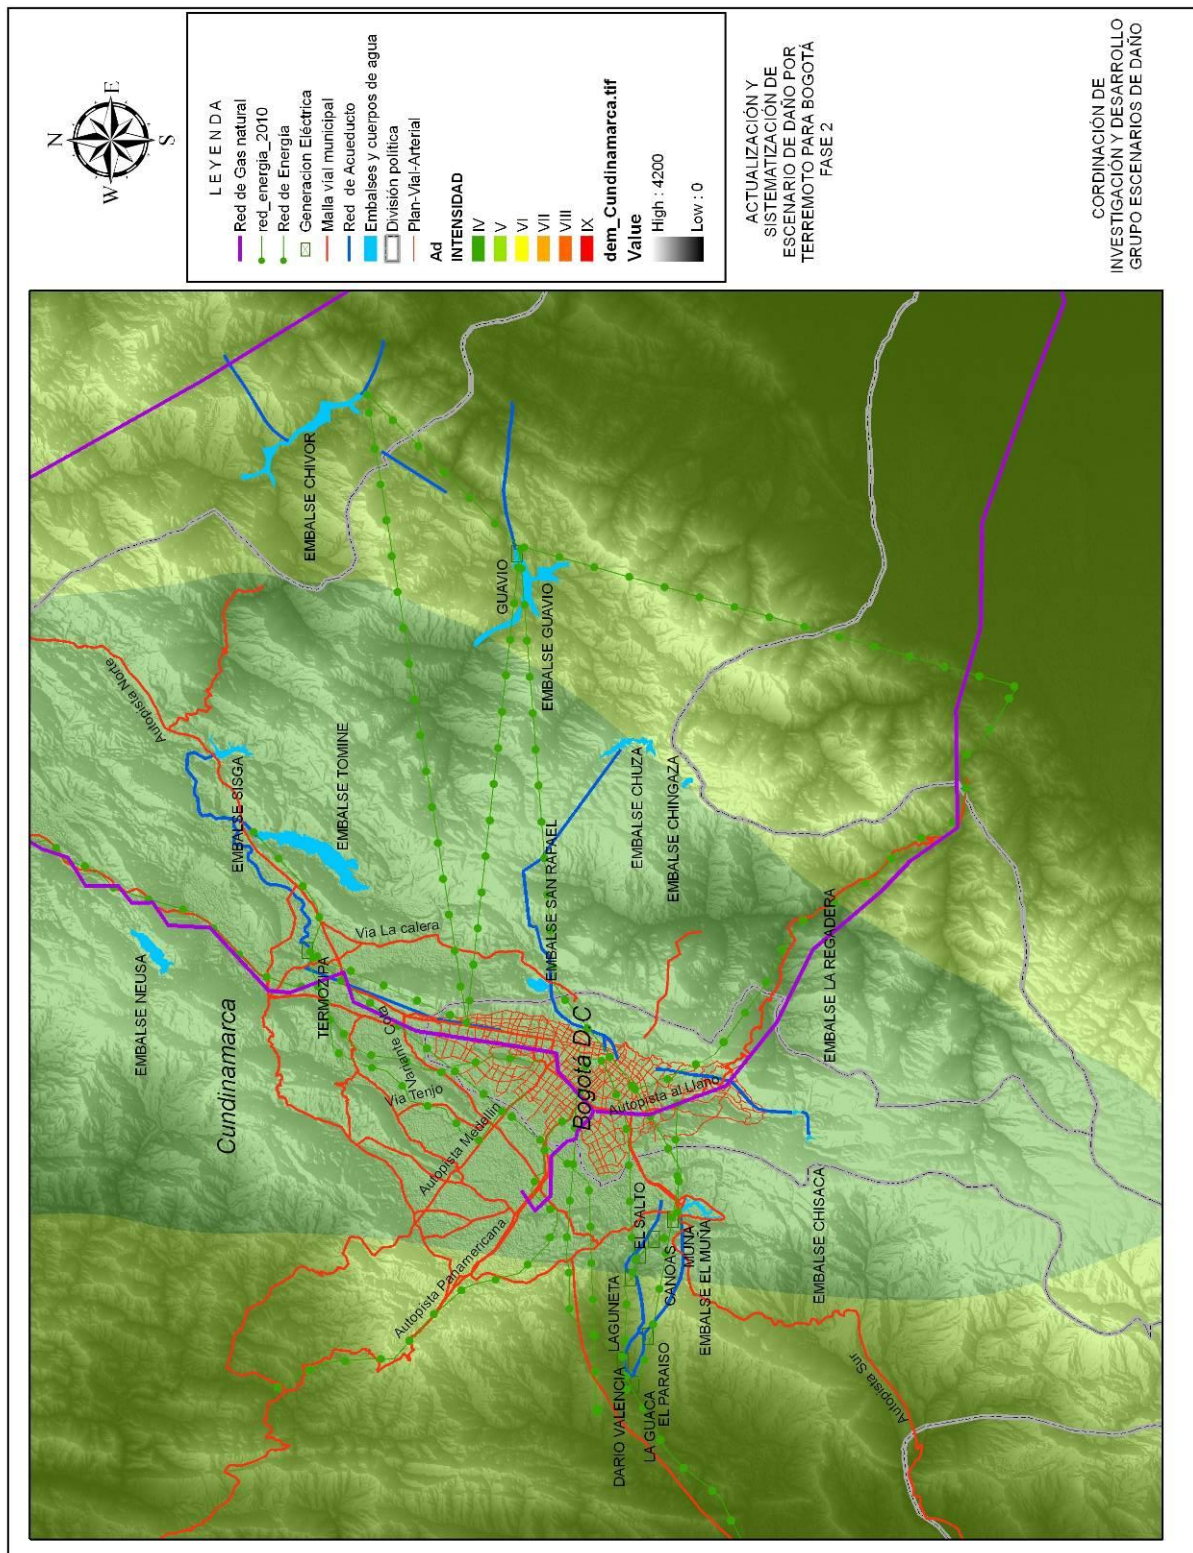 N
E
S
W
LEYENDA
Red de Gas natural
red_energia_2010
Red de Energía
Generacion Eléctrica
Malla vial municipal
Red de Acueducto
Embalses y cuerpos de agua
División política
Plan-Vial-Arterial
Ad
INTENSIDAD
IV
V
VI
VII
VIII
IX
dem_Cundinamarca.tif
Value
High : 4200
Low : 0
ACTUALIZACIÓN Y
SISTEMATIZACIÓN DE
ESCENARIO DE DAÑO POR
TERREMOTO PARA BOGOTÁ
FASE 2
CORDINACIÓN DE
INVESTIGACIÓN Y DESARROLLO
GRUPO ESCENARIOS DE DAÑO
EMBALSE CHIVOR
GUAVIO
EMBALSE GUAVIO
Autopista Norte
EMBALSE SISGA
EMBALSE TOMINE
EMBALSE CHUZA
EMBALSE CHINGAZA
EMBALSE SAN RAPAEL
Vía La calera
EMBALSE NEUSA
Cundinamarca
TERMOZIPA
Variante Cota
Vía Tenjo
Autopista Medellín
Bogotá D.C
Autopista al Llano
EMBALSE LA REGADERA
Autopista Panamericana
EL SALTO
LAGUNETA
CANOAS
MUÑA
EMBALSE EL MUÑA
EMBALSE CHISACA
DARIO VALENCIA
LA GUACA
EL PARAISO
Autopista Sur